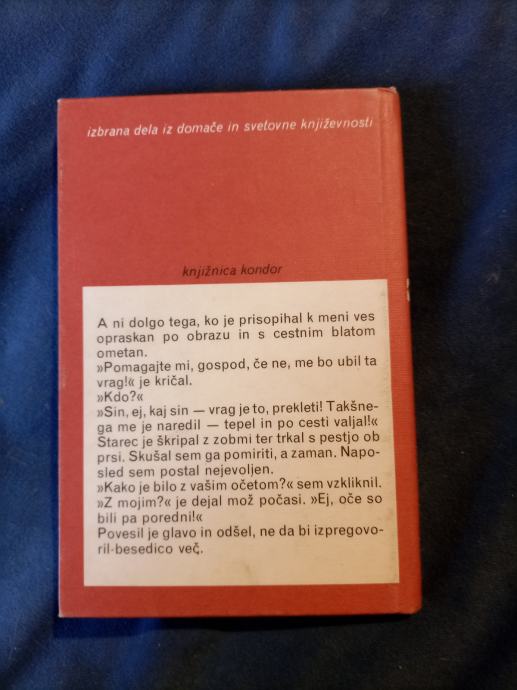 izbrana dela iz domače in svetovne književnosti
knjižnica kondor
A ni dolgo tega, ko je prisopihal k meni ves
opraskan po obrazu in s cestnim blatom
ometan.
»Pomagajte mi, gospod, če ne, me bo ubil ta
vrag!« je kričal.
»Kdo?«
»Sin, ej, kaj sin — vrag je to, prekleti! Takšne-
ga me je naredil — tepel in po cesti valjal!«
Starec je škripal z zobmi ter trkal s pestjo ob
prsi. Skušal sem ga pomiriti, a zaman. Napo-
sled sem postal nejevoljen.
»Kako je bilo z vašim očetom?« sem vzkliknil.
»Z mojim?« je dejal mož počasi. »Ej, oče so
bili pa poredni!«
Povesil je glavo in odšel, ne da bi izpregovo-
ril besedico več.